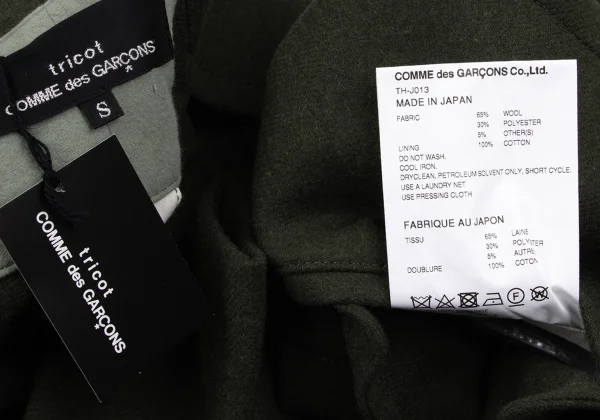 tricot
COMME des GARÇONS
S
tricot
COMME des GARÇONS
COMME des GARÇONS Co.,Ltd.
TH-J013
MADE IN JAPAN
FABRIC 65% WOOL
30% POLYESTER
5% OTHER(S)
LINING 100% COTTON
DO NOT WASH.
COOL IRON.
DRYCLEAN, PETROLEUM SOLVENT ONLY, SHORT CYCLE.
USE A LAUNDRY NET
USE PRESSING CLOTH
FABRIQUE AU JAPON
TISSU 65% LAINE
30% POLYITER
5% AUTRE
DOUBLURE 100% COTON